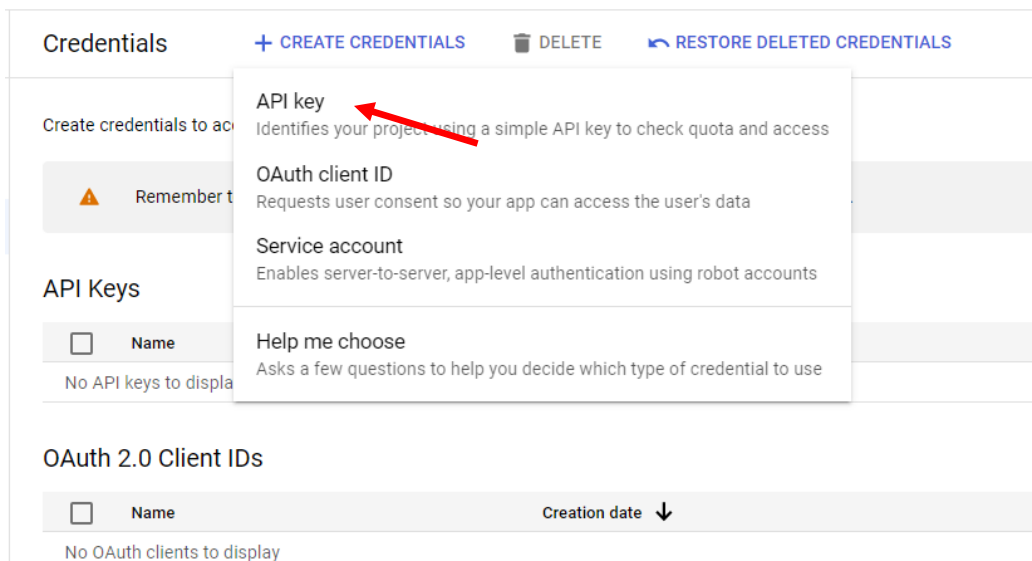 Credentials
CREATE CREDENTIALS
DELETE
RESTORE DELETED CREDENTIALS
Create credentials to
API key
Identifies your project using a simple API key to check quota and access
OAuth client ID
Requests user consent so your app can access the user's data
Remember
Service account
Enables server-to-server, app-level authentication using robot accounts
API Keys
Help me choose
Asks a few questions to help you decide which type of credential to use
Name
No API keys to
OAuth 2.0 Client IDs
Name Creation date
No OAuth clients to display